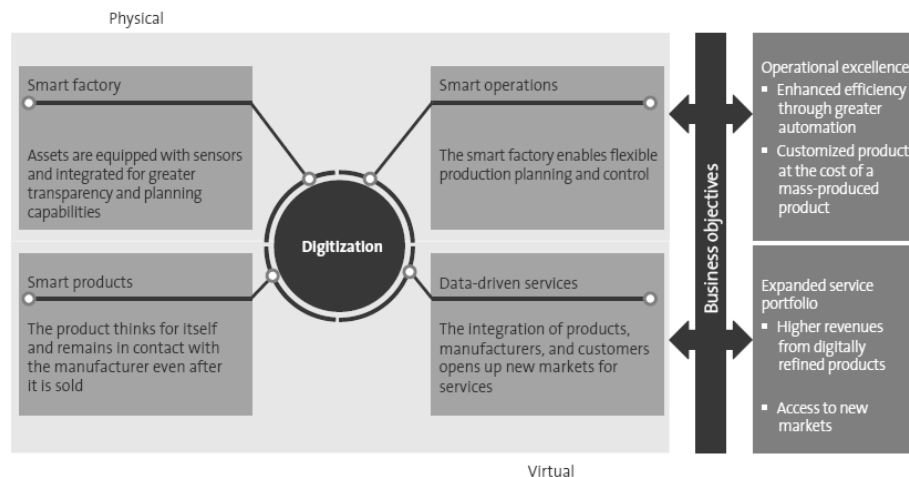 Physical
Smart factory
Assets are equipped with sensors
and integrated for greater
transparency and planning
capabilities
Smart operations
The smart factory enables flexible
production planning and control
Digitization
Smart products
The product thinks for itself
and remains in contact with
the manufacturer even after
it is sold
Data-driven services
The integration of products,
manufacturers, and customers
opens up new markets for
services
Business objectives
Operational excellence
▪ Enhanced efficiency
through greater
automation
▪ Customized product
at the cost of a
mass-produced
product
Expanded service
portfolio
▪ Higher revenues
from digitally
refined products
▪ Access to new
markets
Virtual